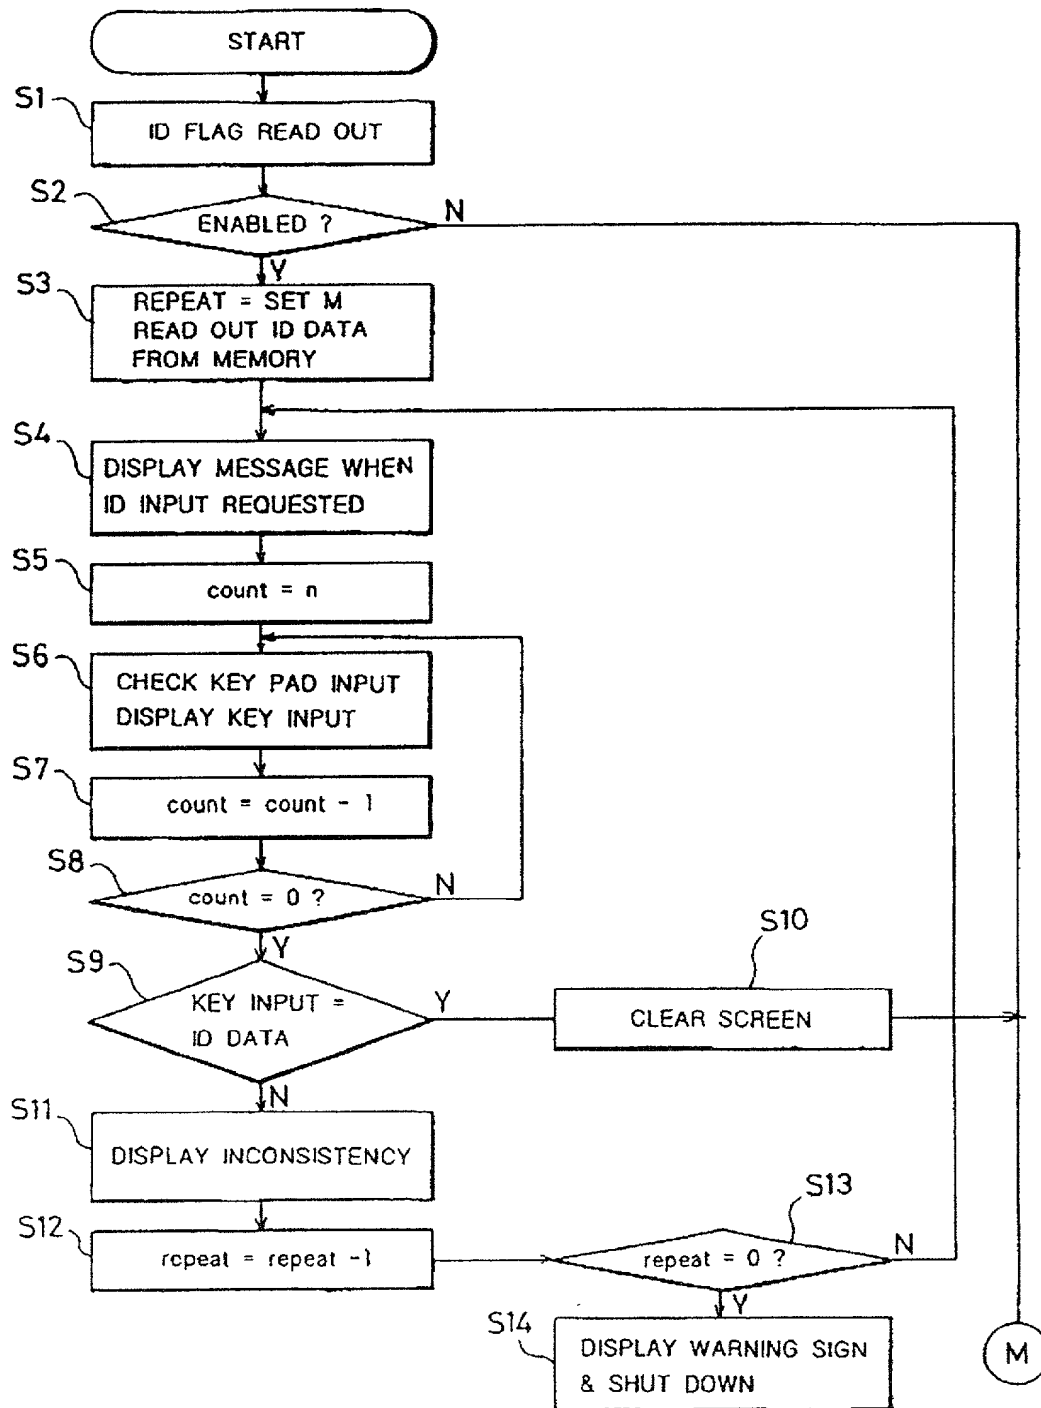 START
S1
ID FLAG READ OUT
S2
ENABLED ?
N
Y
S3
REPEAT = SET M
READ OUT ID DATA
FROM MEMORY
S4
DISPLAY MESSAGE WHEN
ID INPUT REQUESTED
S5
count = n
S6
CHECK KEY PAD INPUT
DISPLAY KEY INPUT
S7
count = count - 1
S8
count = 0 ?
N
Y
S9
KEY INPUT =
ID DATA
Y
S10
CLEAR SCREEN
N
S11
DISPLAY INCONSISTENCY
S12
repeat = repeat -1
S13
repeat = 0 ?
N
Y
S14
DISPLAY WARNING SIGN
& SHUT DOWN
M